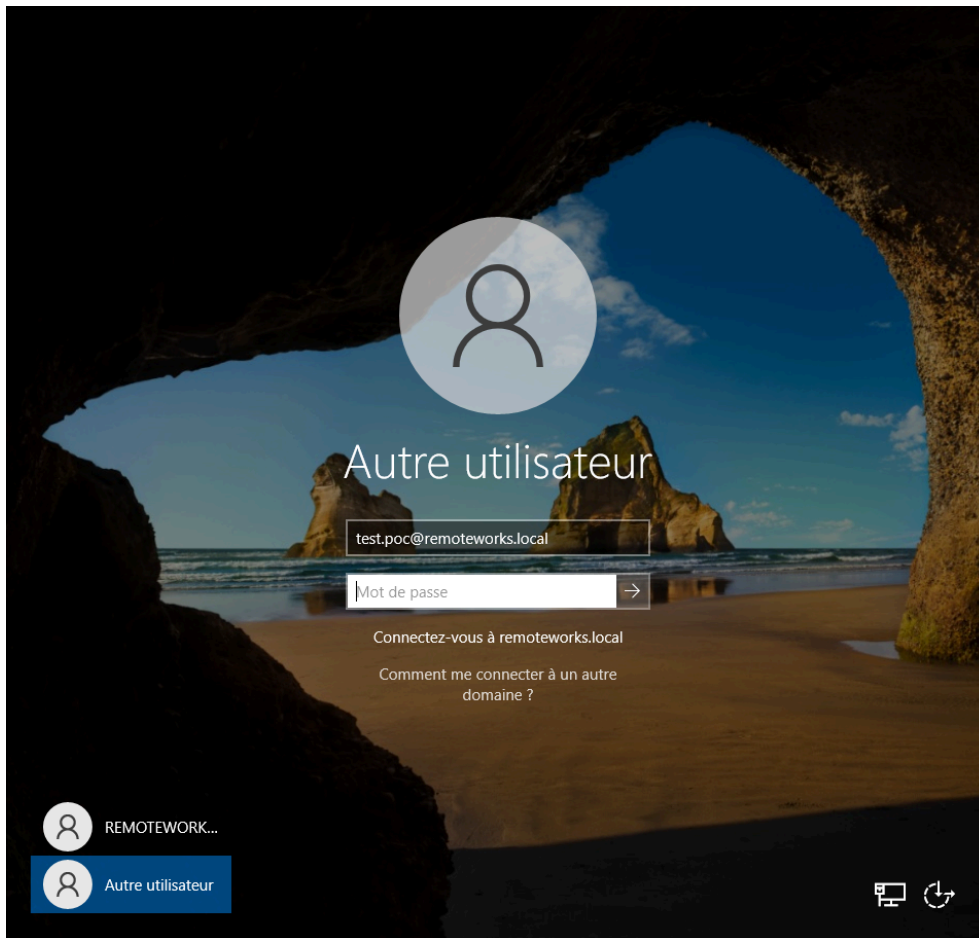 Autre utilisateur
test.poc@remoteworks.local
Mot de passe
Connectez-vous à remoteworks.local
Comment me connecter à un autre
domaine ?
REMOTEWORK...
Autre utilisateur